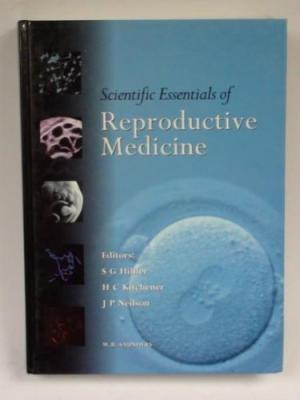 Scientific Essentials of
Reproductive
Medicine
Editors:
S G Hillier
H C Kitchener
J P Neilson
W. B. SAUNDERS